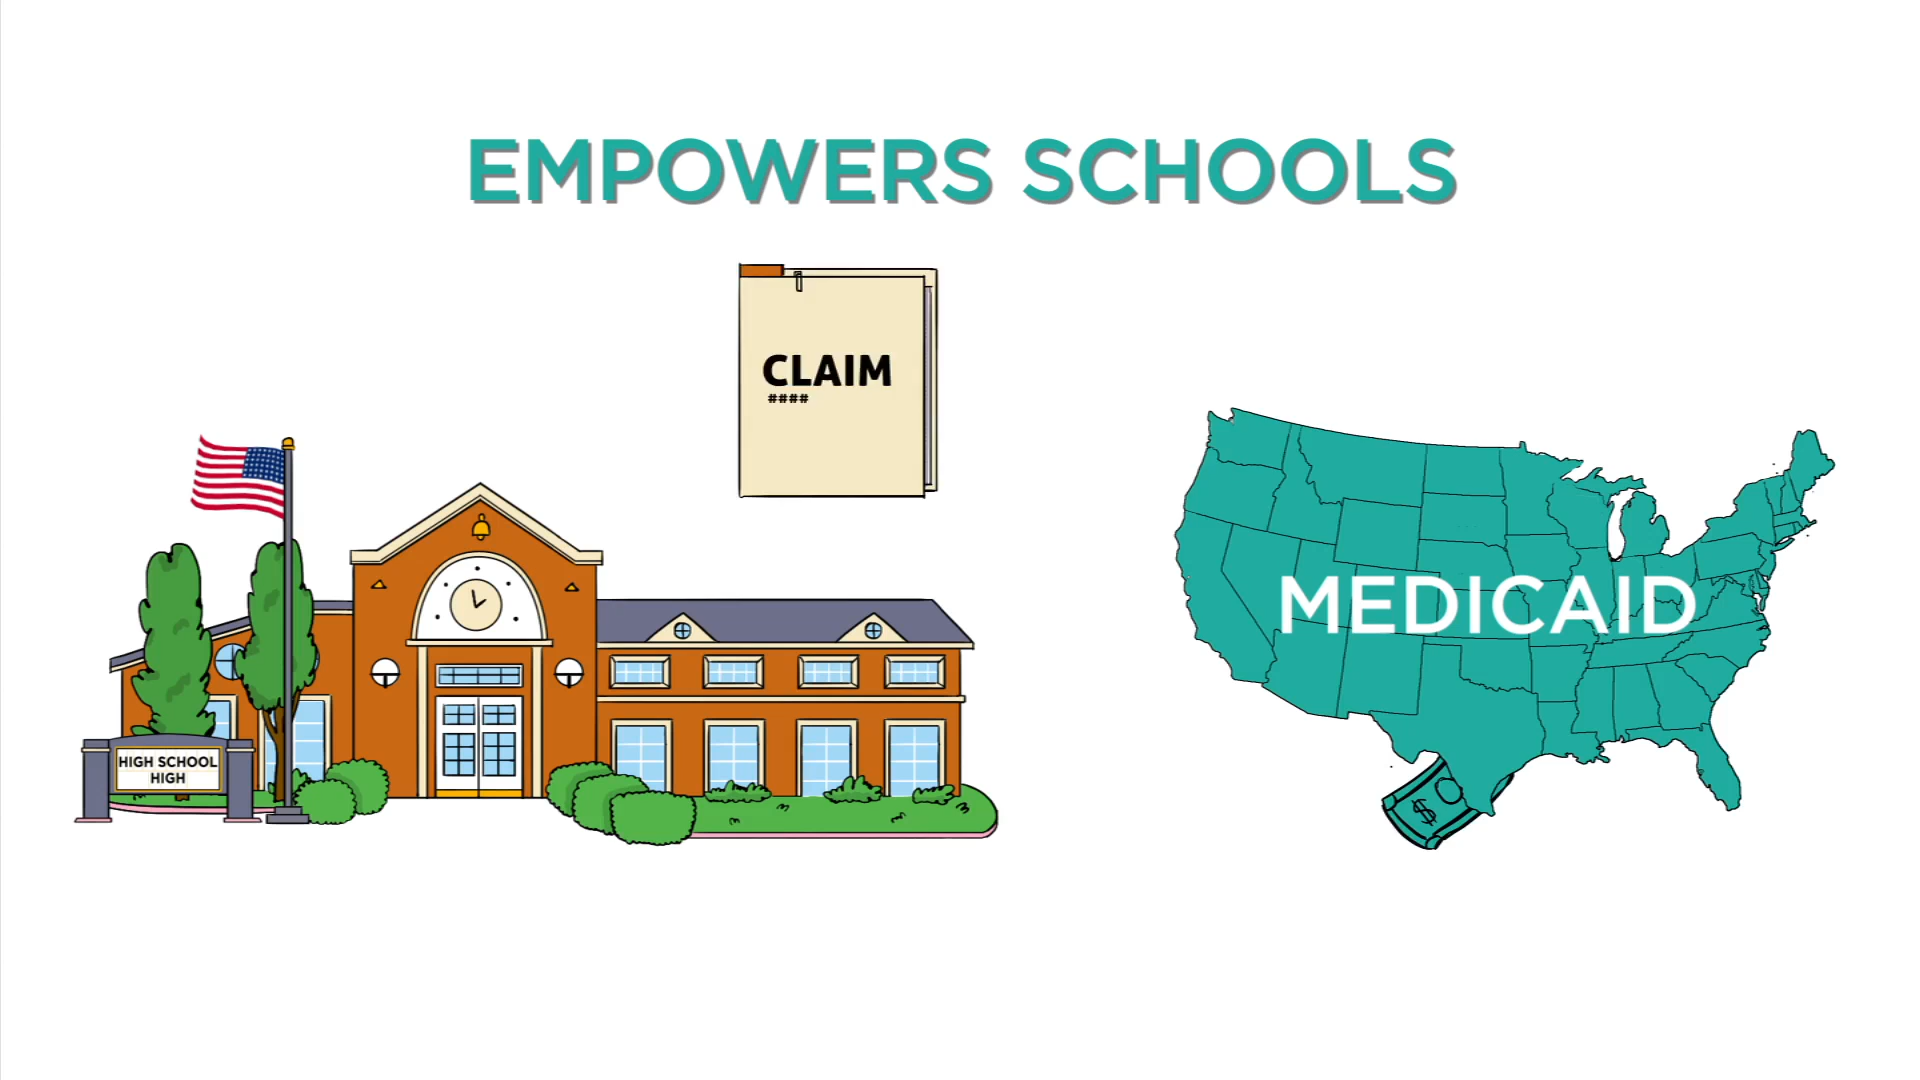 EMPOWERS SCHOOLS
CLAIM
####
MEDICAID
HIGH SCHOOL
HIGH
$